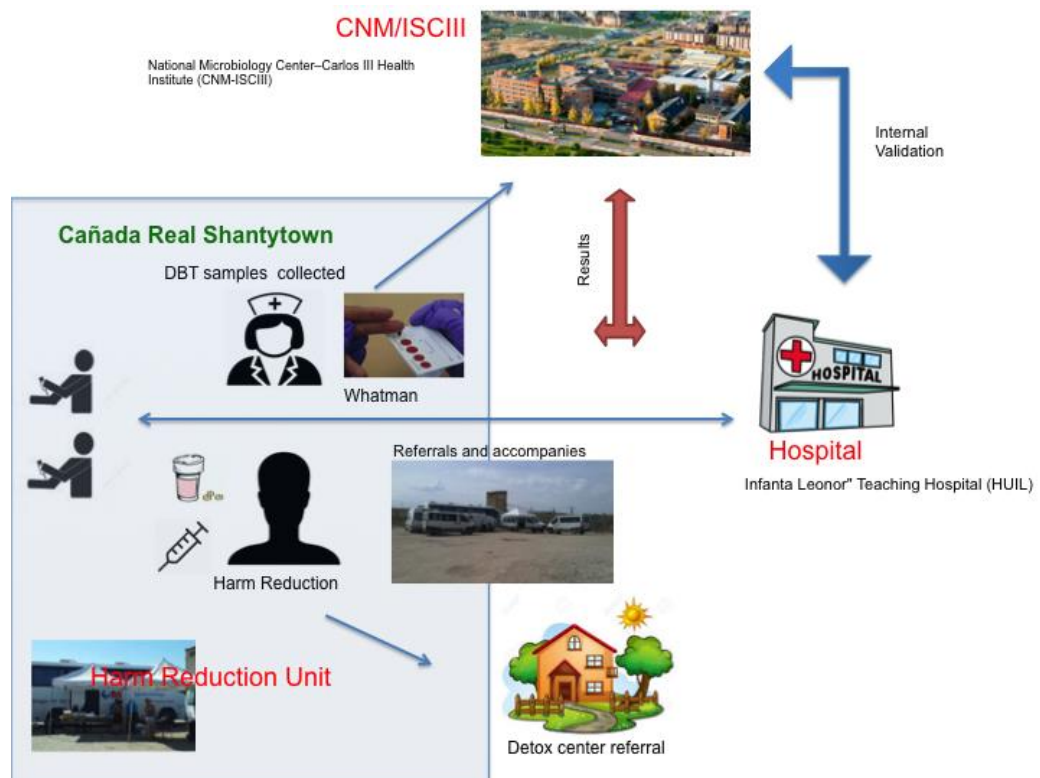 CNM/ISCIII
National Microbiology Center–Carlos III Health
Institute (CNM-ISCIII)
Internal
Validation
Cañada Real Shantytown
DBT samples collected
Results
Whatman
HOSPITAL
Referrals and accompanies
Hospital
Infanta Leonor" Teaching Hospital (HUIL)
Harm Reduction
Harm Reduction Unit
Detox center referral